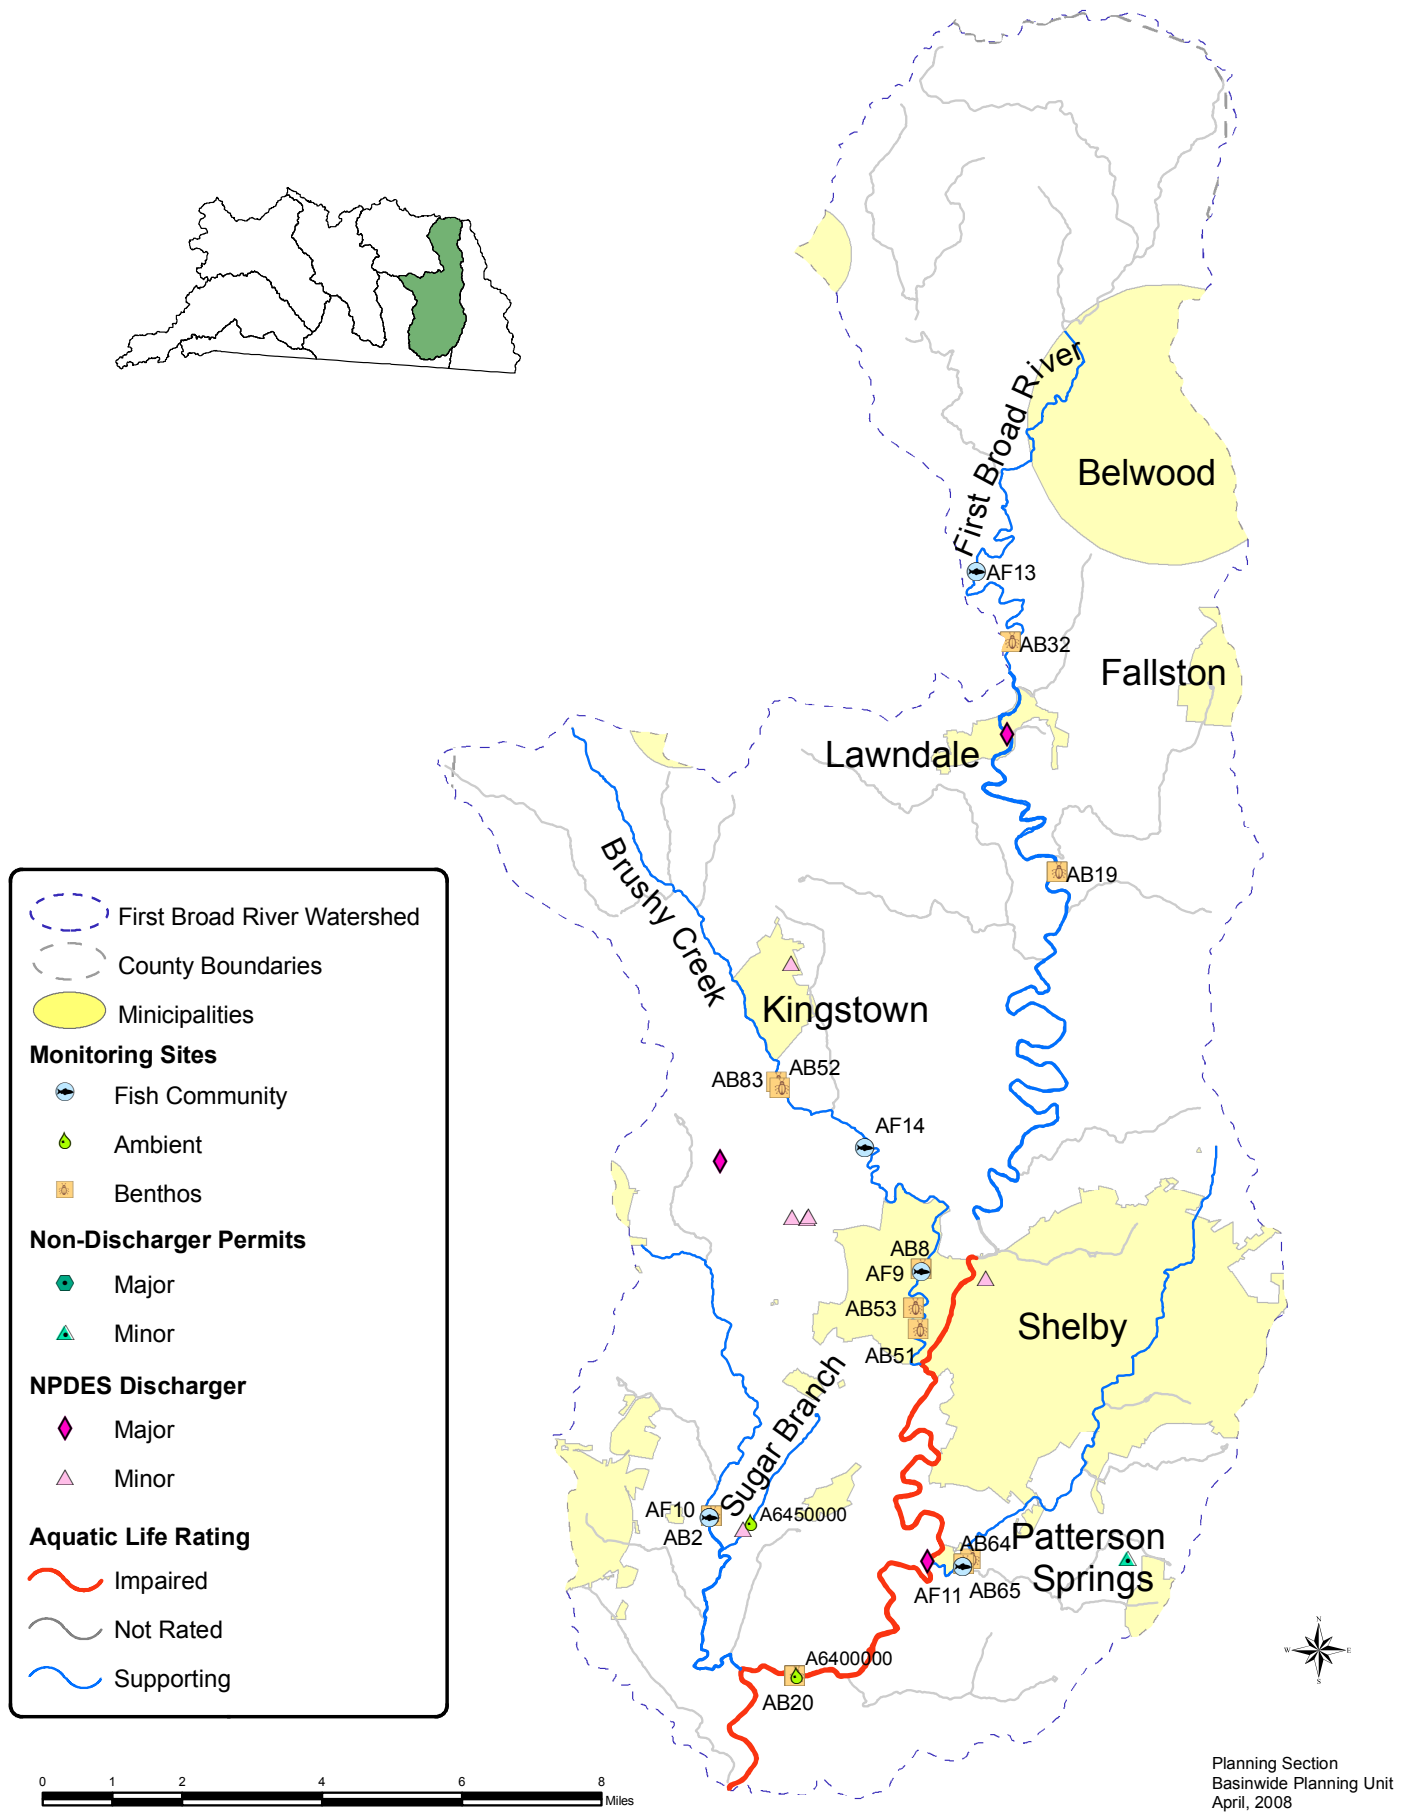 First Broad River
Belwood
AF13
AB32
Fallston
Lawndale
AB19
Brushy Creek
Kingstown
AB83
AB52
AF14
AB8
AF9
AB53
AB51
Shelby
Sugar Branch
AF10
AB2
A6450000
AB64
Patterson
Springs
AF11
AB65
A6400000
AB20
First Broad River Watershed
County Boundaries
Minicipalities
Monitoring Sites
Fish Community
Ambient
Benthos
Non-Discharger Permits
Major
Minor
NPDES Discharger
Major
Minor
Aquatic Life Rating
Impaired
Not Rated
Supporting
N
W E
S
0 1 2 4 6 8
Miles
Planning Section
Basinwide Planning Unit
April, 2008